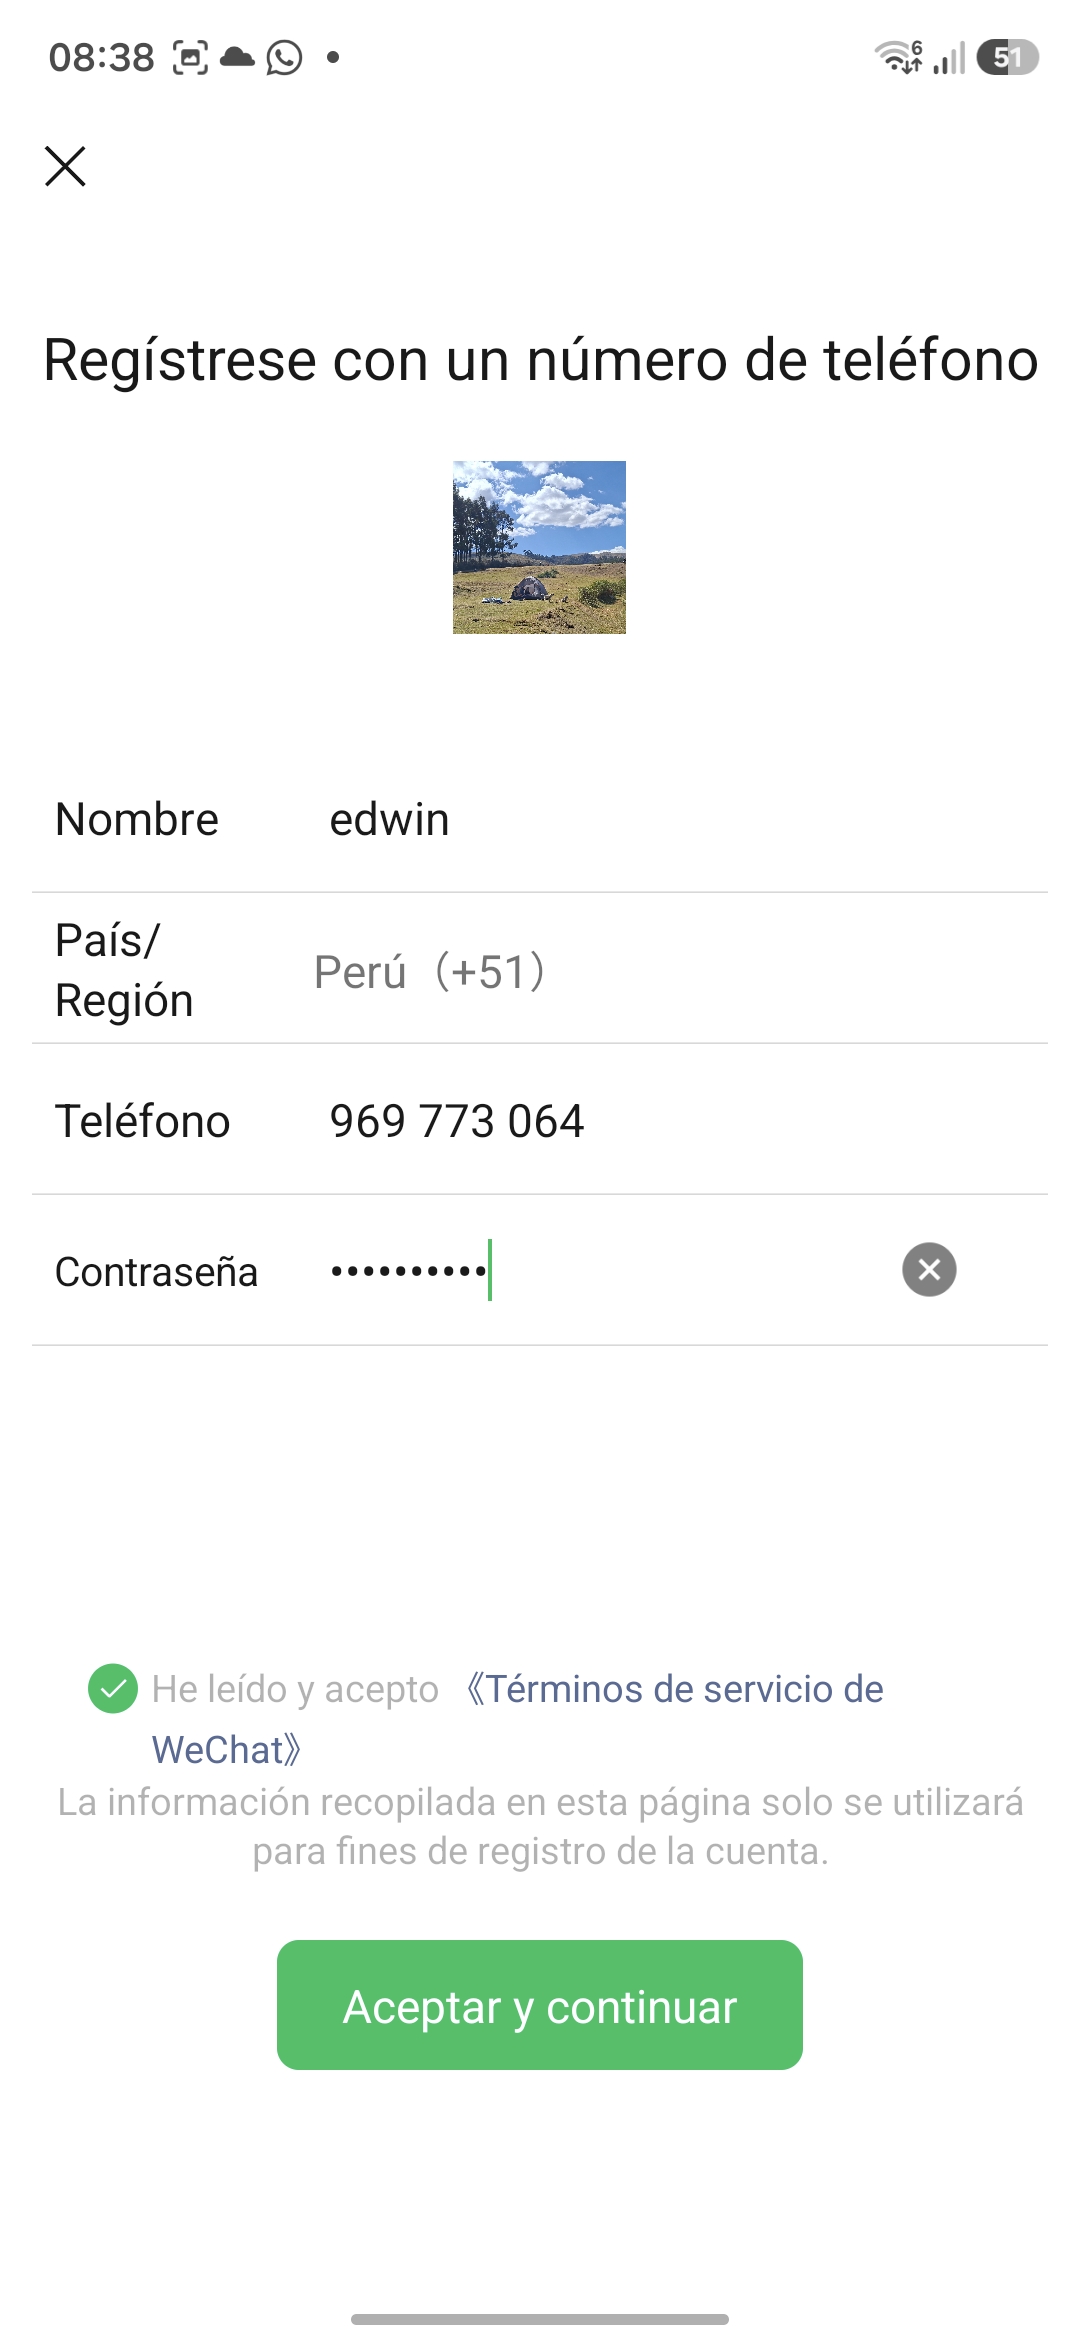 08:38
6
51
Regístrese con un número de teléfono
Nombre edwin
País/
Región
Perú（+51）
Teléfono 969 773 064
Contraseña ••••••••••
He leído y acepto 《Términos de servicio de
WeChat》
La información recopilada en esta página solo se utilizará
para fines de registro de la cuenta.
Aceptar y continuar